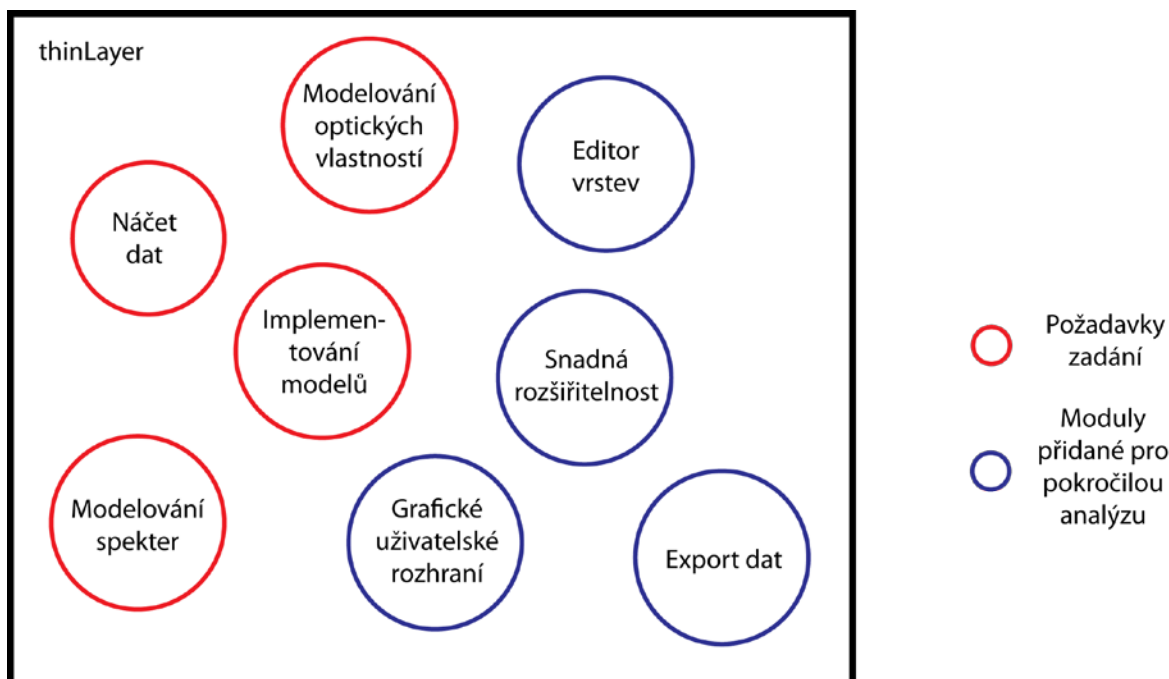 thinLayer
Modelování
optických
vlastností
Editor
vrstev
Náčet
dat
Implemen-
tování
modelů
Snadná
rozšiřitelnost
Modelování
spekter
Grafické
uživatelské
rozhraní
Export dat
Požadavky
zadání
Moduly
přidané pro
pokročilou
analýzu